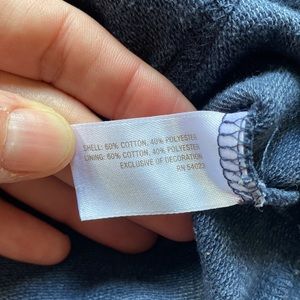 SHELL: 60% COTTON, 40% POLYESTER
LINING: 60% COTTON, 40% POLYESTER
EXCLUSIVE OF DECORATION
RN 54023